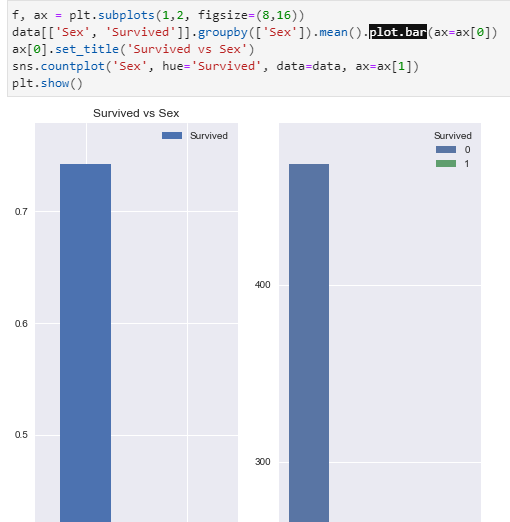 f, ax = plt.subplots(1,2, figsize=(8,16))
data[['Sex', 'Survived']].groupby(['Sex']).mean().plot.bar(ax=ax[0])
ax[0].set_title('Survived vs Sex')
sns.countplot('Sex', hue='Survived', data=data, ax=ax[1])
plt.show()
Survived vs Sex
Survived
0.7
0.6
0.5
Survived
0
1
400
300